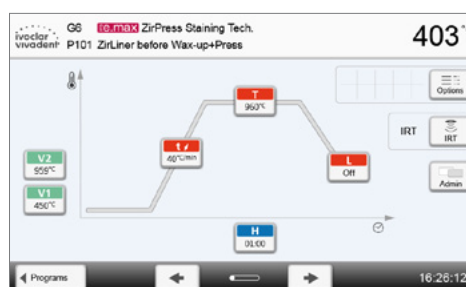 ivoclar vivadent
G6 IPS e.max ZirPress Staining Tech.
P101 ZirLiner before Wax-up+Press
403°
Options
T
960°C
IRT
IRT
t
40°C/min
L
Off
V2
959°C
V1
450°C
Admin
H
01:00
Programs
16:26:12